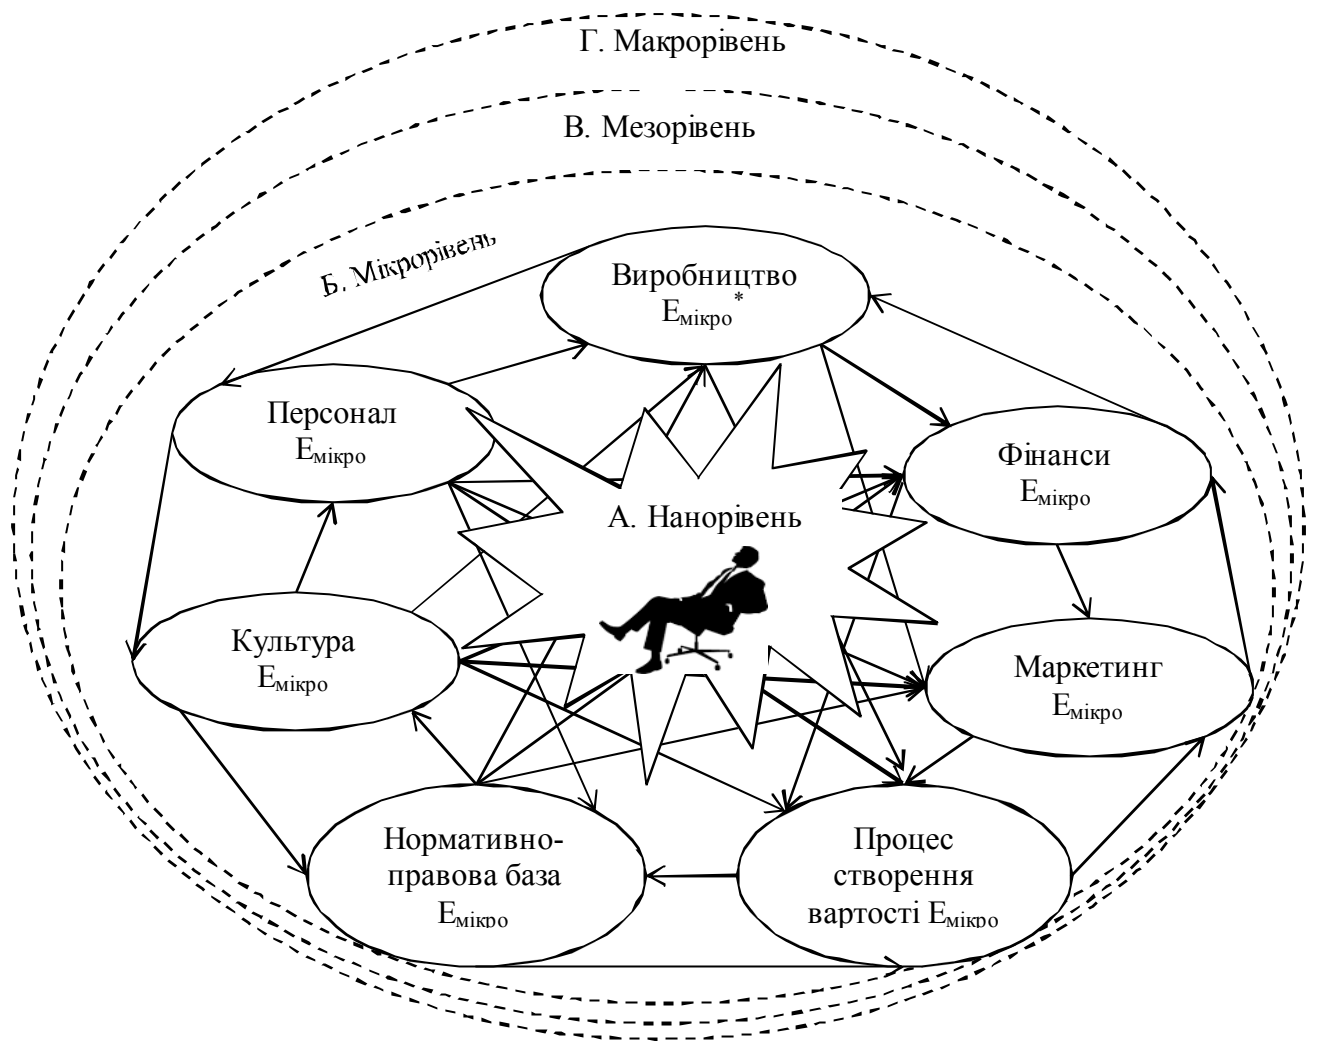 Г. Макрорівень
В. Мезорівень
Б. Мікрорівень
Виробництво
Емікро*
Персонал
Емікро
Фінанси
Емікро
А. Нанорівень
Культура
Емікро
Маркетинг
Емікро
Нормативно-
правова база
Емікро
Процес
створення
вартості Емікро